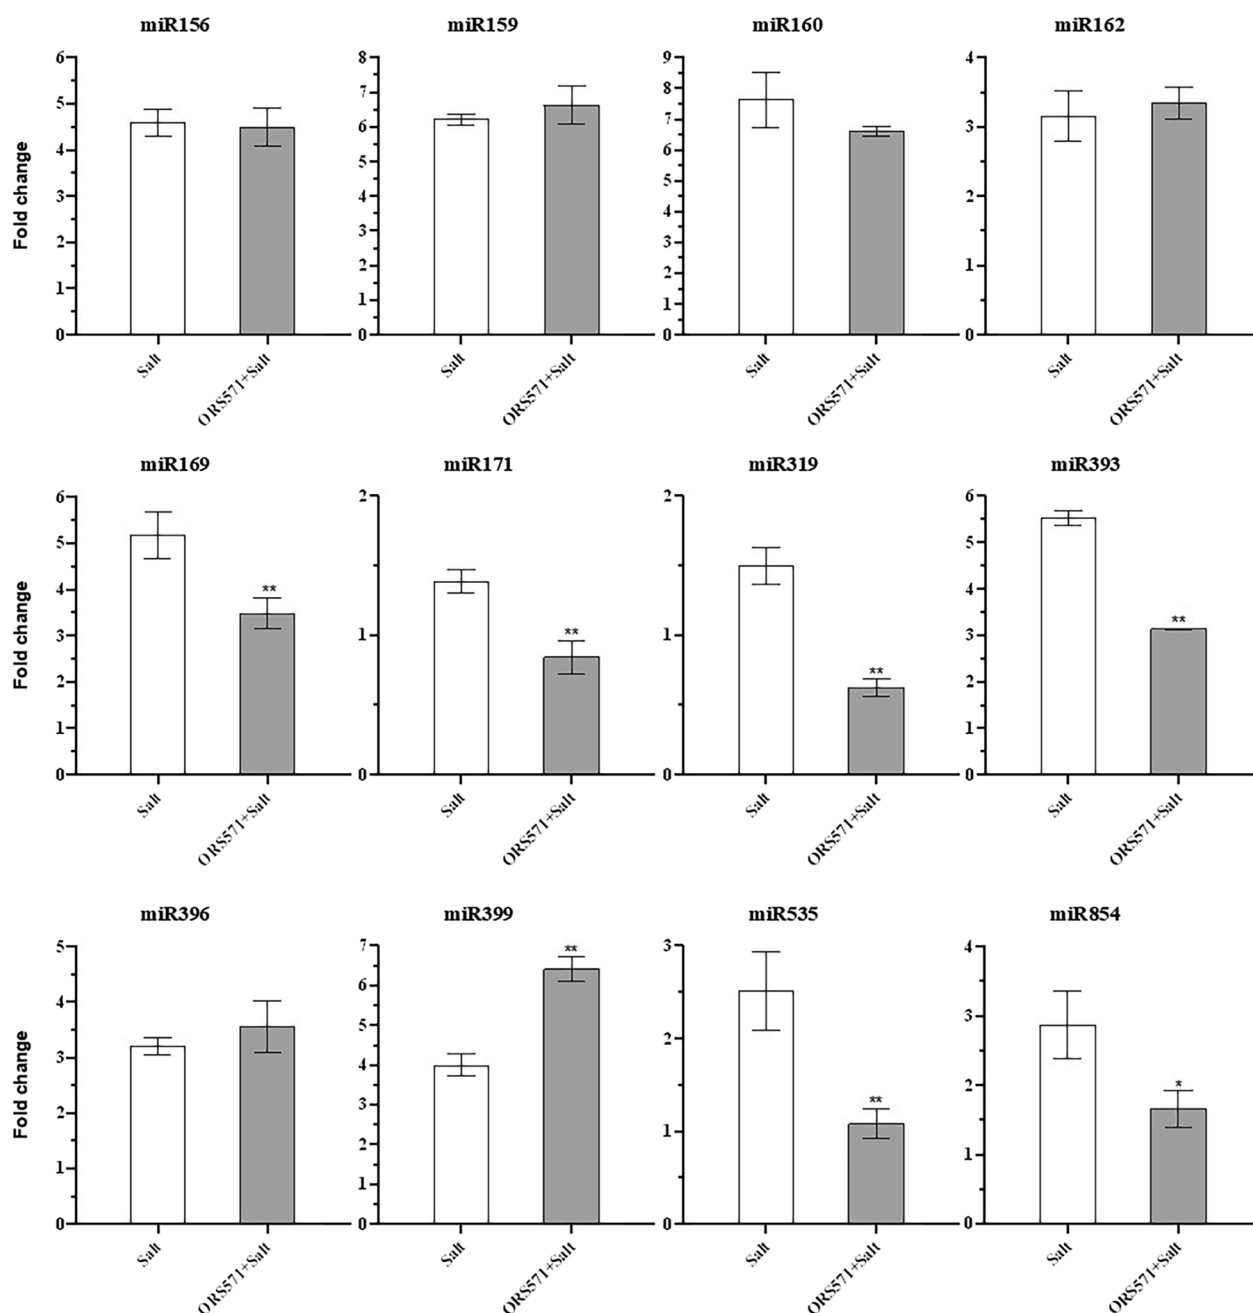 miR156 miR159 miR160 miR162
Fold change
6 5 4 3 2 1 0
8 7 6 5 4 3 2 1 0
9 8 7 6 5 4 3 2 1 0
4 3 2 1 0
Salt ORS571+Salt Salt ORS571+Salt Salt ORS571+Salt Salt ORS571+Salt
miR169 miR171 miR319 miR393
Fold change
6 5 4 3 2 1 0
2 1 0
2 1 0
6 5 4 3 2 1 0
** ** ** **
Salt ORS571+Salt Salt ORS571+Salt Salt ORS571+Salt Salt ORS571+Salt
miR396 miR399 miR535 miR854
Fold change
5 4 3 2 1 0
7 6 5 4 3 2 1 0
3 2 1 0
4 3 2 1 0
** ** *
Salt ORS571+Salt Salt ORS571+Salt Salt ORS571+Salt Salt ORS571+Salt